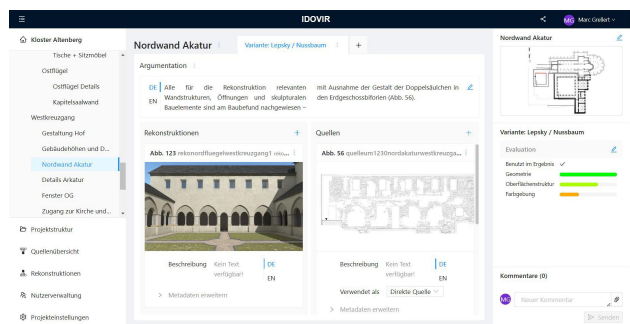 IDOVIR
MG Marc Grellert
Kloster Altenberg
Tische + Sitzmöbel
Ostflügel
Ostflügel Details
Kapitelsaalwand
Westkreuzgang
Gestaltung Hof
Gebäudehöhen und D...
Nordwand Akatur
Details Arkatur
Fenster OG
Zugang zur Kirche und...
Projektstruktur
Quellenübersicht
Rekonstruktionen
Nutzerverwaltung
Projekteinstellungen
Nordwand Akatur
Variante: Lepsky / Nussbaum
+
Argumentation
DE
EN
Alle für die Rekonstruktion relevanten
Wandstrukturen, Öffnungen und skulpturalen
Bauelemente sind am Baubefund nachgewiesen –
mit Ausnahme der Gestalt der Doppelsäulchen in
den Erdgeschossbiforien (Abb. 56).
Rekonstruktionen +
Abb. 123 rekonordfluegelwestkreuzgang1
Beschreibung Kein Text
verfügbar!
DE
EN
> Metadaten erweitern
Quellen +
Abb. 56 quelleum1230nordakaturwestkreuzga...
Beschreibung Kein Text
verfügbar!
DE
EN
Verwendet als Direkte Quelle
> Metadaten erweitern
Nordwand Akatur
Variante: Lepsky / Nussbaum
Evaluation
Benutzt im Ergebnis ✓
Geometrie
Oberflächenstruktur
Farbgebung
Kommentare (0)
MG Neuer Kommentar
Senden